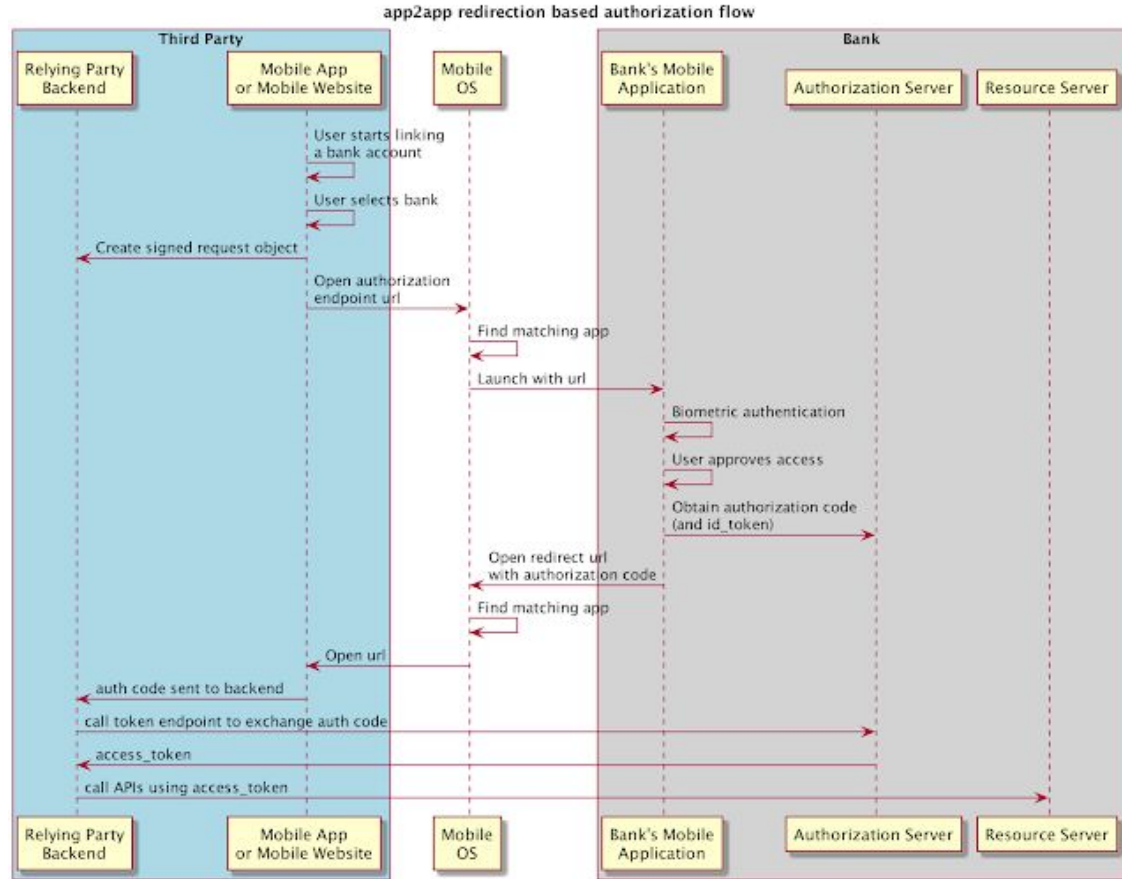 app2app redirection based authorization flow
Third Party
Bank
Relying Party
Backend
Mobile App
or Mobile Website
Mobile
OS
Bank's Mobile
Application
Authorization Server
Resource Server
User starts linking
a bank account
User selects bank
Create signed request object
Open authorization
endpoint url
Find matching app
Launch with url
Biometric authentication
User approves access
Obtain authorization code
(and id_token)
Open redirect url
with authorization code
Find matching app
Open url
auth code sent to backend
call token endpoint to exchange auth code
access_token
call APIs using access_token
Relying Party
Backend
Mobile App
or Mobile Website
Mobile
OS
Bank's Mobile
Application
Authorization Server
Resource Server